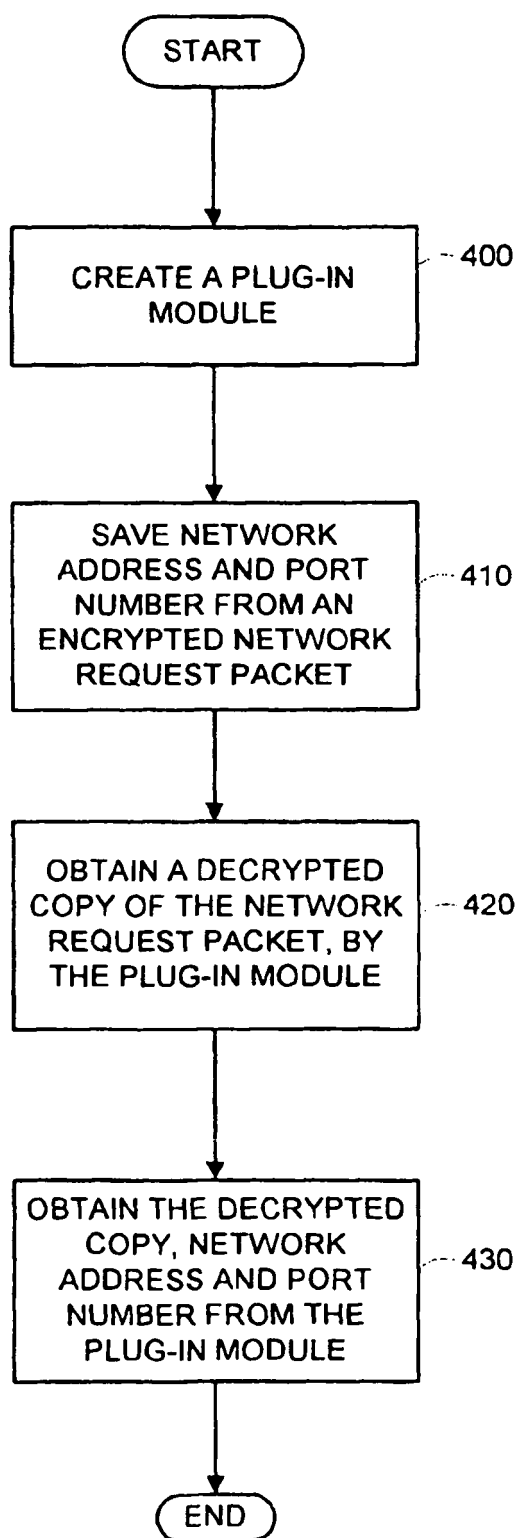 START
CREATE A PLUG-IN
MODULE
400
SAVE NETWORK
ADDRESS AND PORT
NUMBER FROM AN
ENCRYPTED NETWORK
REQUEST PACKET
410
OBTAIN A DECRYPTED
COPY OF THE NETWORK
REQUEST PACKET, BY
THE PLUG-IN MODULE
420
OBTAIN THE DECRYPTED
COPY, NETWORK
ADDRESS AND PORT
NUMBER FROM THE
PLUG-IN MODULE
430
END